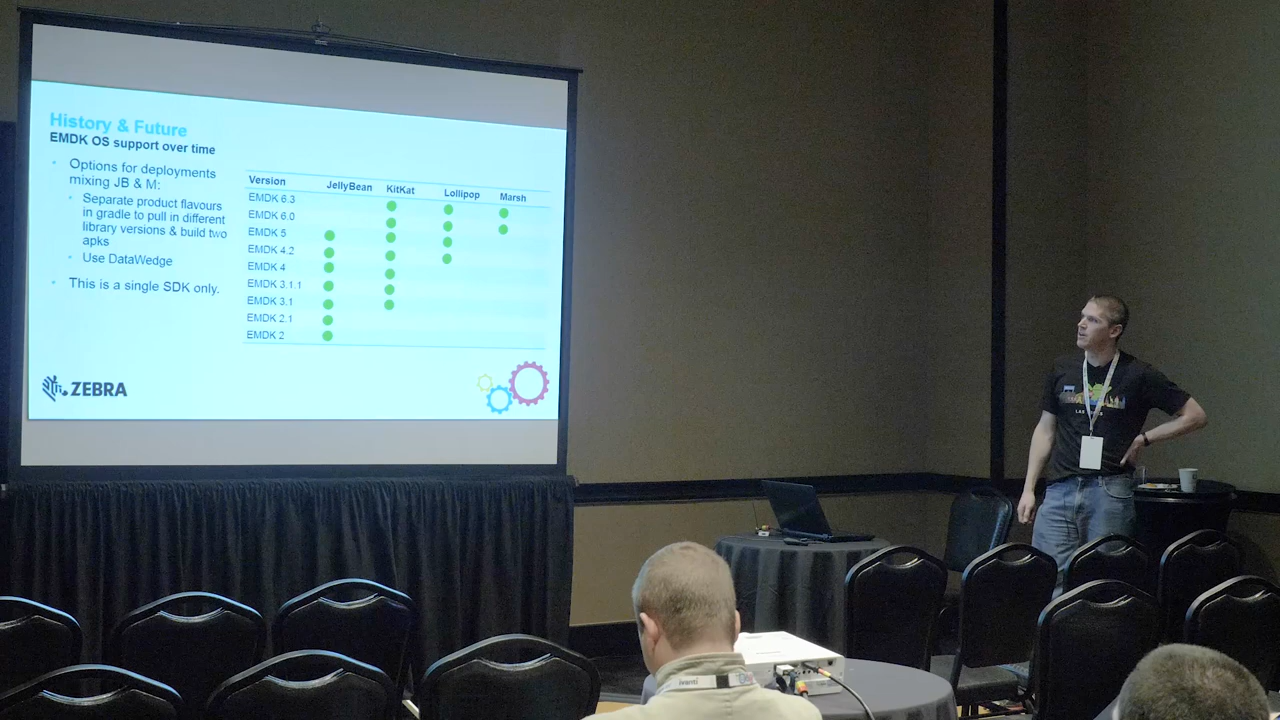 History & Future
EMDK OS support over time
Options for deployments
mixing JB & M:
Separate product flavours
in gradle to pull in different
library versions & build two
apks
Use DataWedge
This is a single SDK only.
Version JellyBean KitKat Lollipop Marsh
EMDK 6.3
EMDK 6.0
EMDK 5
EMDK 4.2
EMDK 4
EMDK 3.1.1
EMDK 3.1
EMDK 2.1
EMDK 2
ZEBRA
ivanti